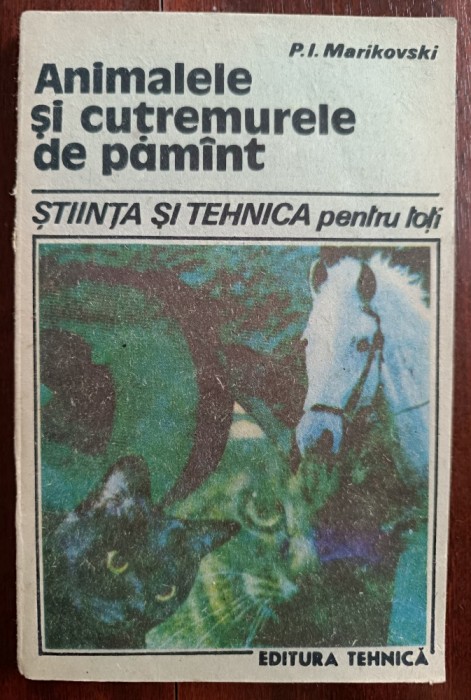 P.I. Marikovski
Animalele
și cutremurele
de pămînt
ȘTIINȚA ȘI TEHNICA pentru toți
EDITURA TEHNICĂ